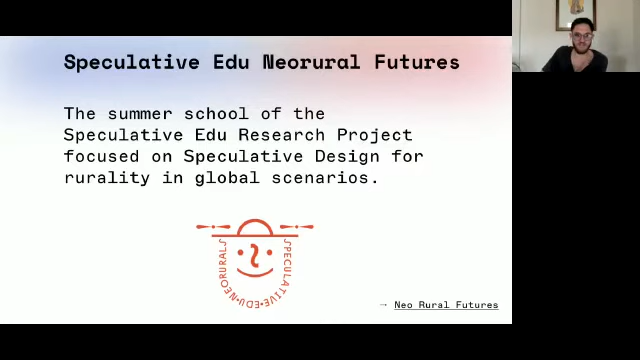 Speculative Edu Neorural Futures
The summer school of the
Speculative Edu Research Project
focused on Speculative Design for
rurality in global scenarios.
SPECULATIVE•EDU•NEORURALS
→ Neo Rural Futures